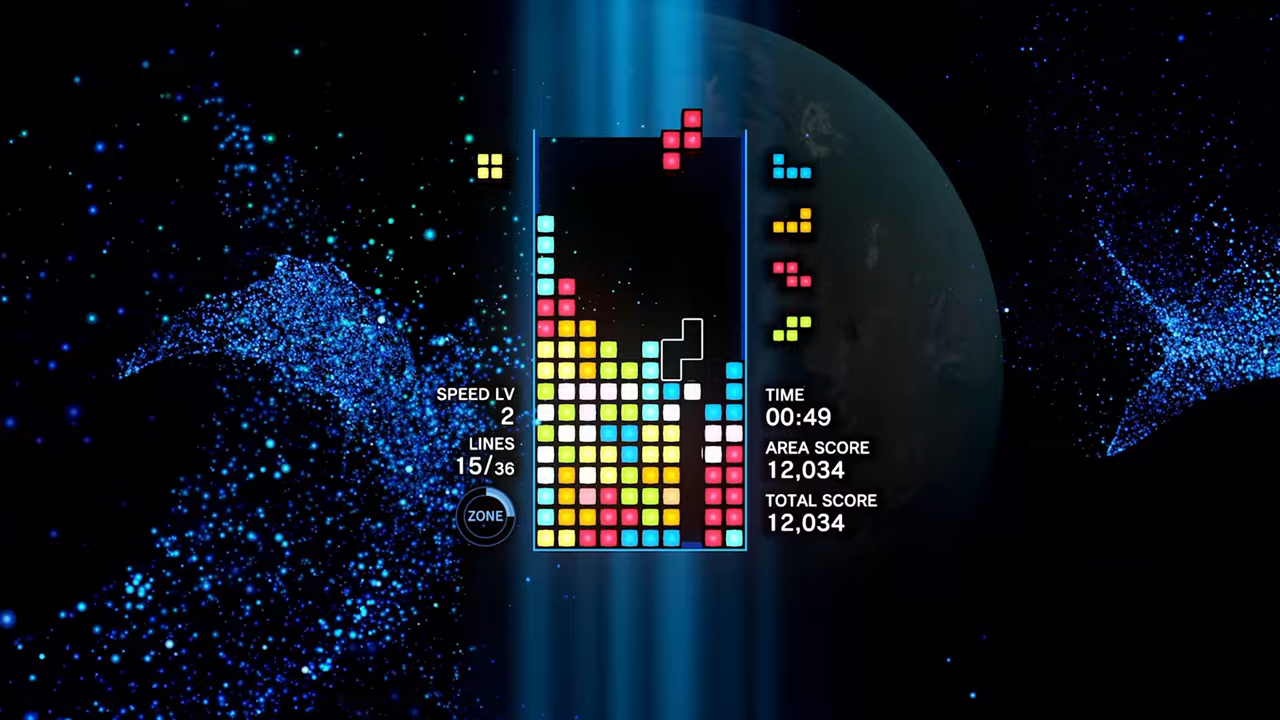 SPEED LV
2
LINES
15/36
ZONE
TIME
00:49
AREA SCORE
12,034
TOTAL SCORE
12,034